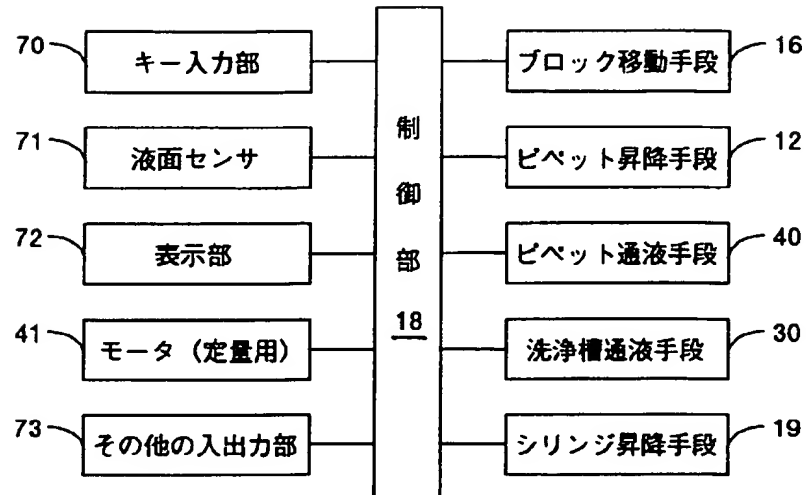 70 キー入力部
71 液面センサ
72 表示部
41 モータ（定量用）
73 その他の入出力部
制御部
18
ブロック移動手段 16
ピペット昇降手段 12
ピペット通液手段 40
洗浄槽通液手段 30
シリンジ昇降手段 19